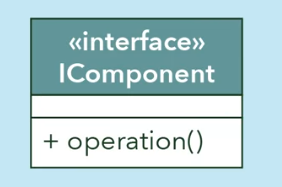 «interface»
IComponent
+ operation()